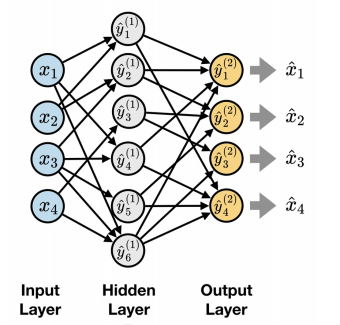 ŷ₁⁽¹⁾
x₁ ŷ₂⁽¹⁾ ŷ₁⁽²⁾ x̂₁
x₂ ŷ₃⁽¹⁾ ŷ₂⁽²⁾ x̂₂
x₃ ŷ₄⁽¹⁾ ŷ₃⁽²⁾ x̂₃
x₄ ŷ₅⁽¹⁾ ŷ₄⁽²⁾ x̂₄
ŷ₆⁽¹⁾
Input Hidden Output
Layer Layer Layer